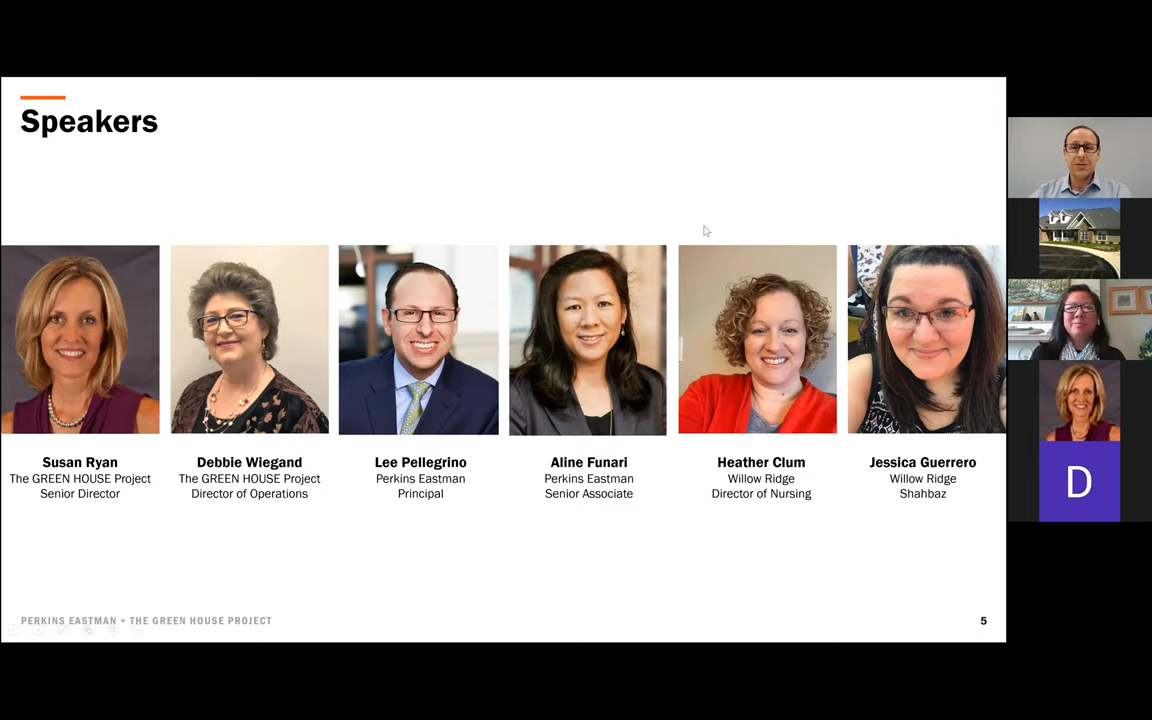 Speakers
Susan Ryan
The GREEN HOUSE Project
Senior Director
Debbie Wiegand
The GREEN HOUSE Project
Director of Operations
Lee Pellegrino
Perkins Eastman
Principal
Aline Funari
Perkins Eastman
Senior Associate
Heather Clum
Willow Ridge
Director of Nursing
Jessica Guerrero
Willow Ridge
Shahbaz
PERKINS EASTMAN + THE GREEN HOUSE PROJECT
5
D